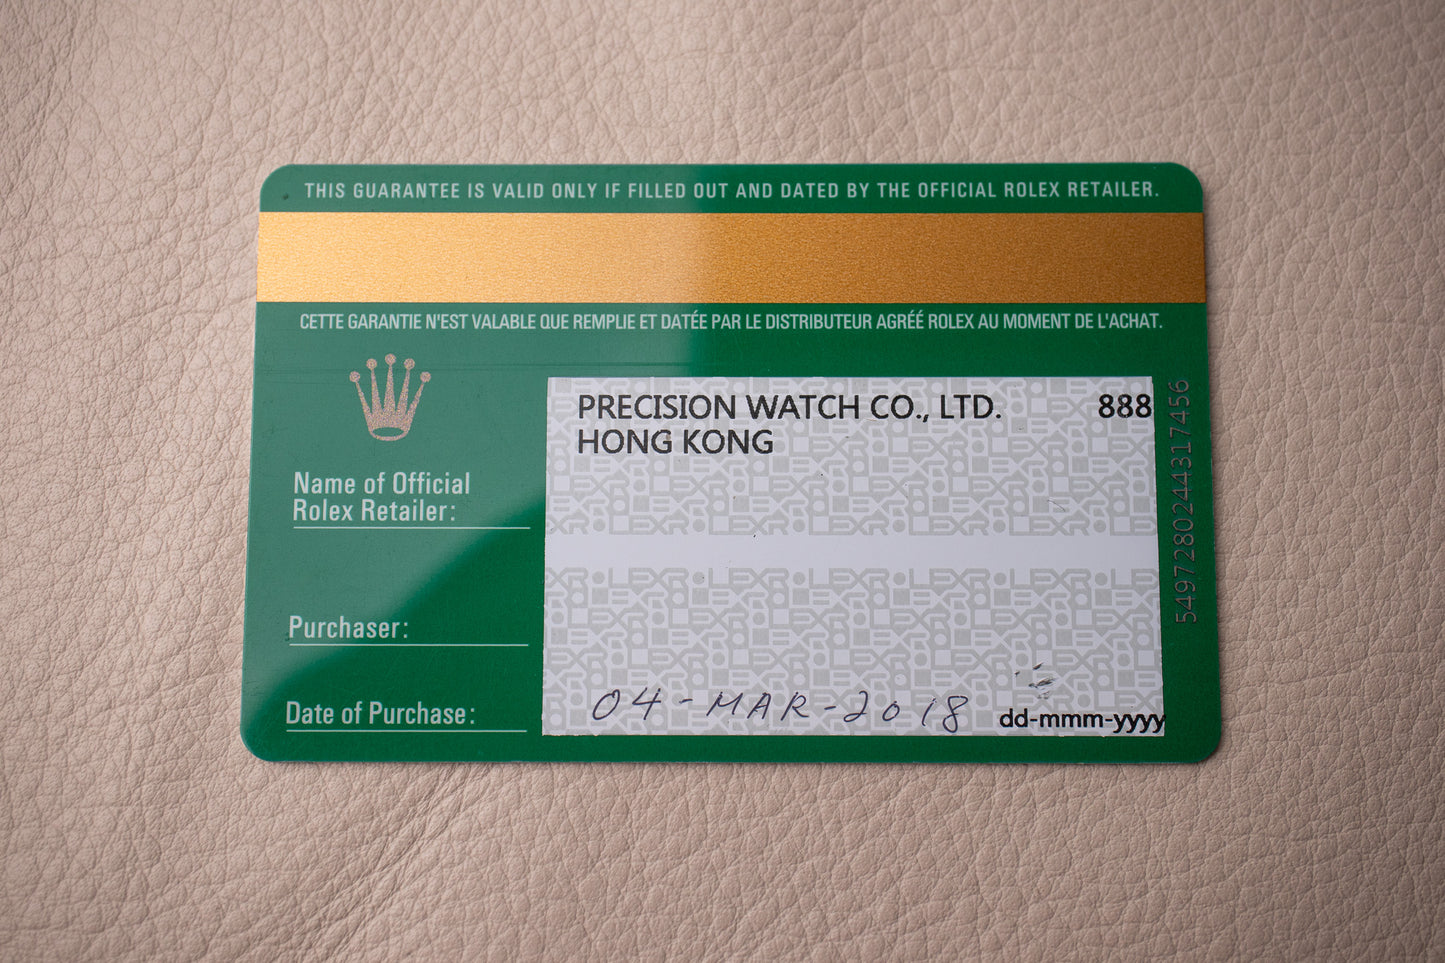 THIS GUARANTEE IS VALID ONLY IF FILLED OUT AND DATED BY THE OFFICIAL ROLEX RETAILER.
CETTE GARANTIE N'EST VALABLE QUE REMPLIE ET DATÉE PAR LE DISTRIBUTEUR AGRÉÉ ROLEX AU MOMENT DE L'ACHAT.
PRECISION WATCH CO., LTD. 888
HONG KONG
Name of Official
Rolex Retailer:
Purchaser:
Date of Purchase: 04-MAR-2018 dd-mmm-yyyy
5497280244317456